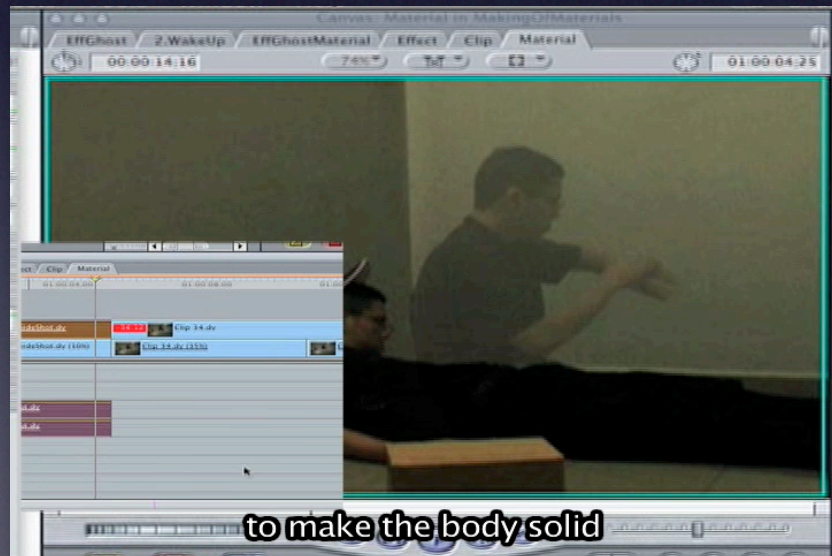 Canvas: Material in MakingOfMaterials
EffGhost 2.WakeUp EffGhostMaterial Effect Clip Material
00:00:14:16 74% 01:00:04:25
Clip Material
01:00:04:00 01:00:08:00
Clip 14.dv
Clip 14.dv (35%)
to make the body solid